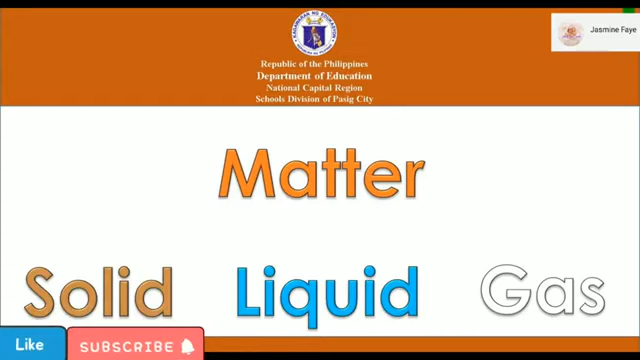 Jasmine Faye
Republic of the Philippines
Department of Education
National Capital Region
Schools Division of Pasig City
Matter
Solid Liquid Gas
Like SUBSCRIBE